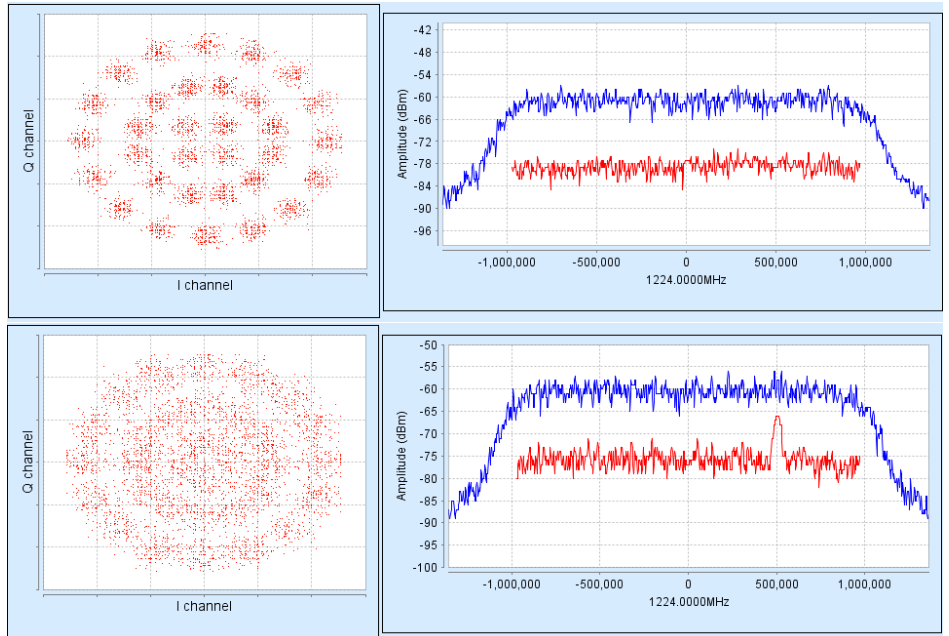 Q channel
I channel
Amplitude (dBm)
-42
-48
-54
-60
-66
-72
-78
-84
-90
-96
-1,000,000 -500,000 0 500,000 1,000,000
1224.0000MHz
Q channel
I channel
Amplitude (dBm)
-50
-55
-60
-65
-70
-75
-80
-85
-90
-95
-100
-1,000,000 -500,000 0 500,000 1,000,000
1224.0000MHz